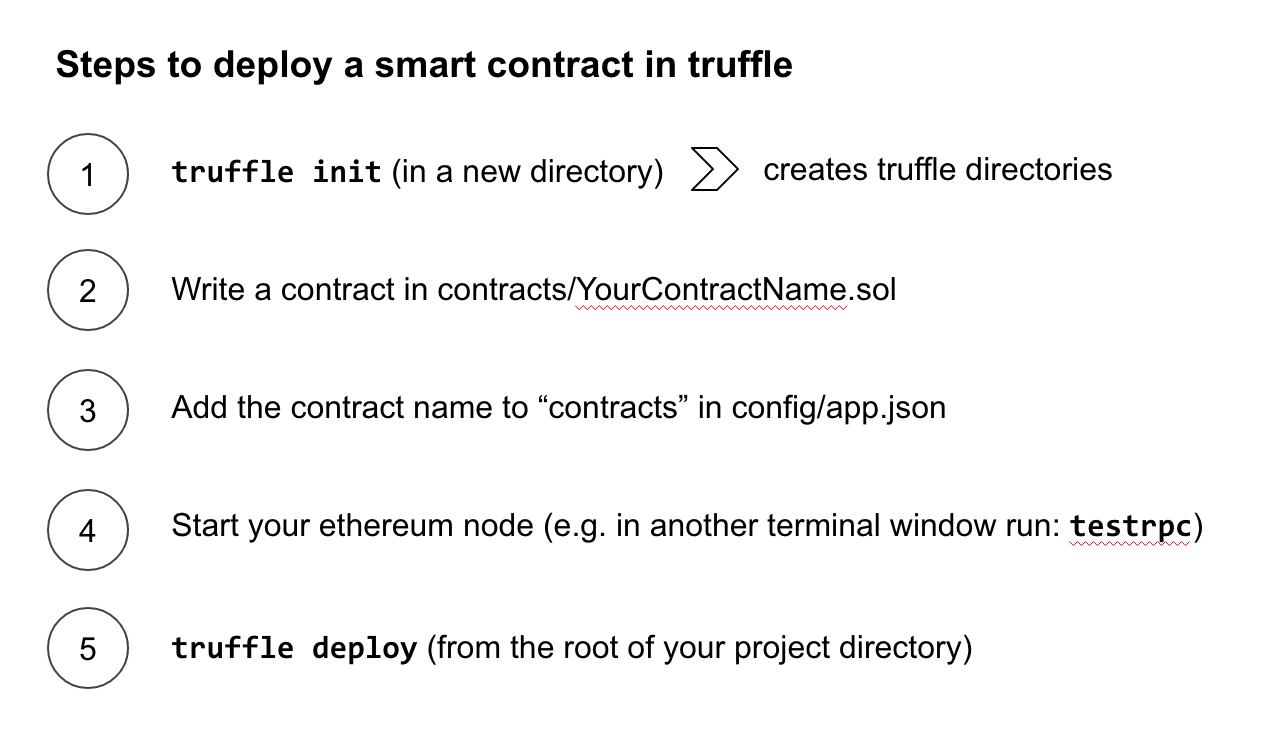 Steps to deploy a smart contract in truffle
1 truffle init (in a new directory) creates truffle directories
2 Write a contract in contracts/YourContractName.sol
3 Add the contract name to “contracts” in config/app.json
4 Start your ethereum node (e.g. in another terminal window run: testrpc)
5 truffle deploy (from the root of your project directory)